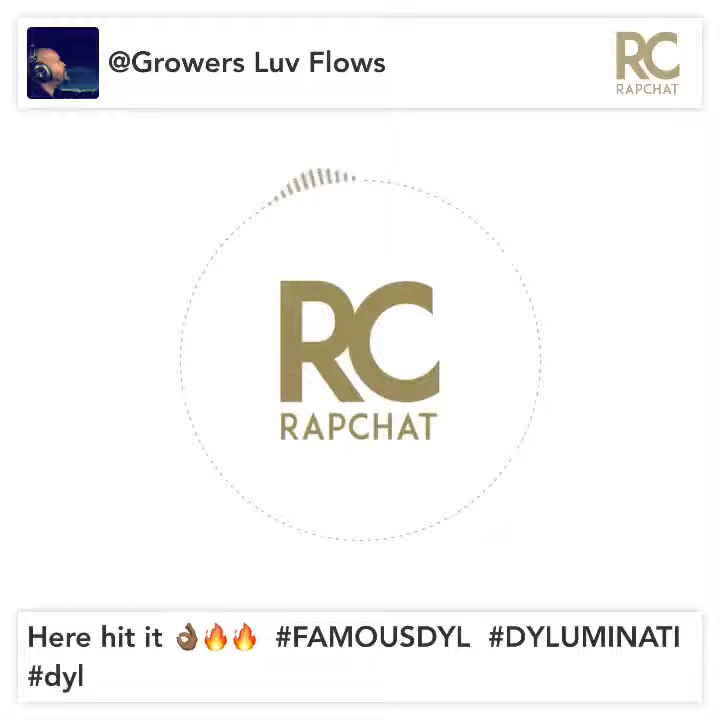 @Growers Luv Flows
RC
RAPCHAT
RC
RAPCHAT
Here hit it 👌🏾🔥🔥 #FAMOUSDYL #DYLUMINATI
#dyl